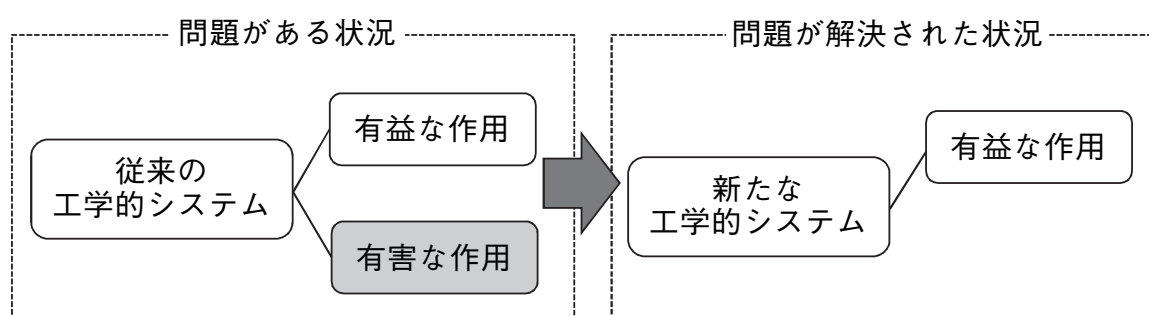 問題がある状況
従来の
工学的システム
有益な作用
有害な作用
問題が解決された状況
新たな
工学的システム
有益な作用